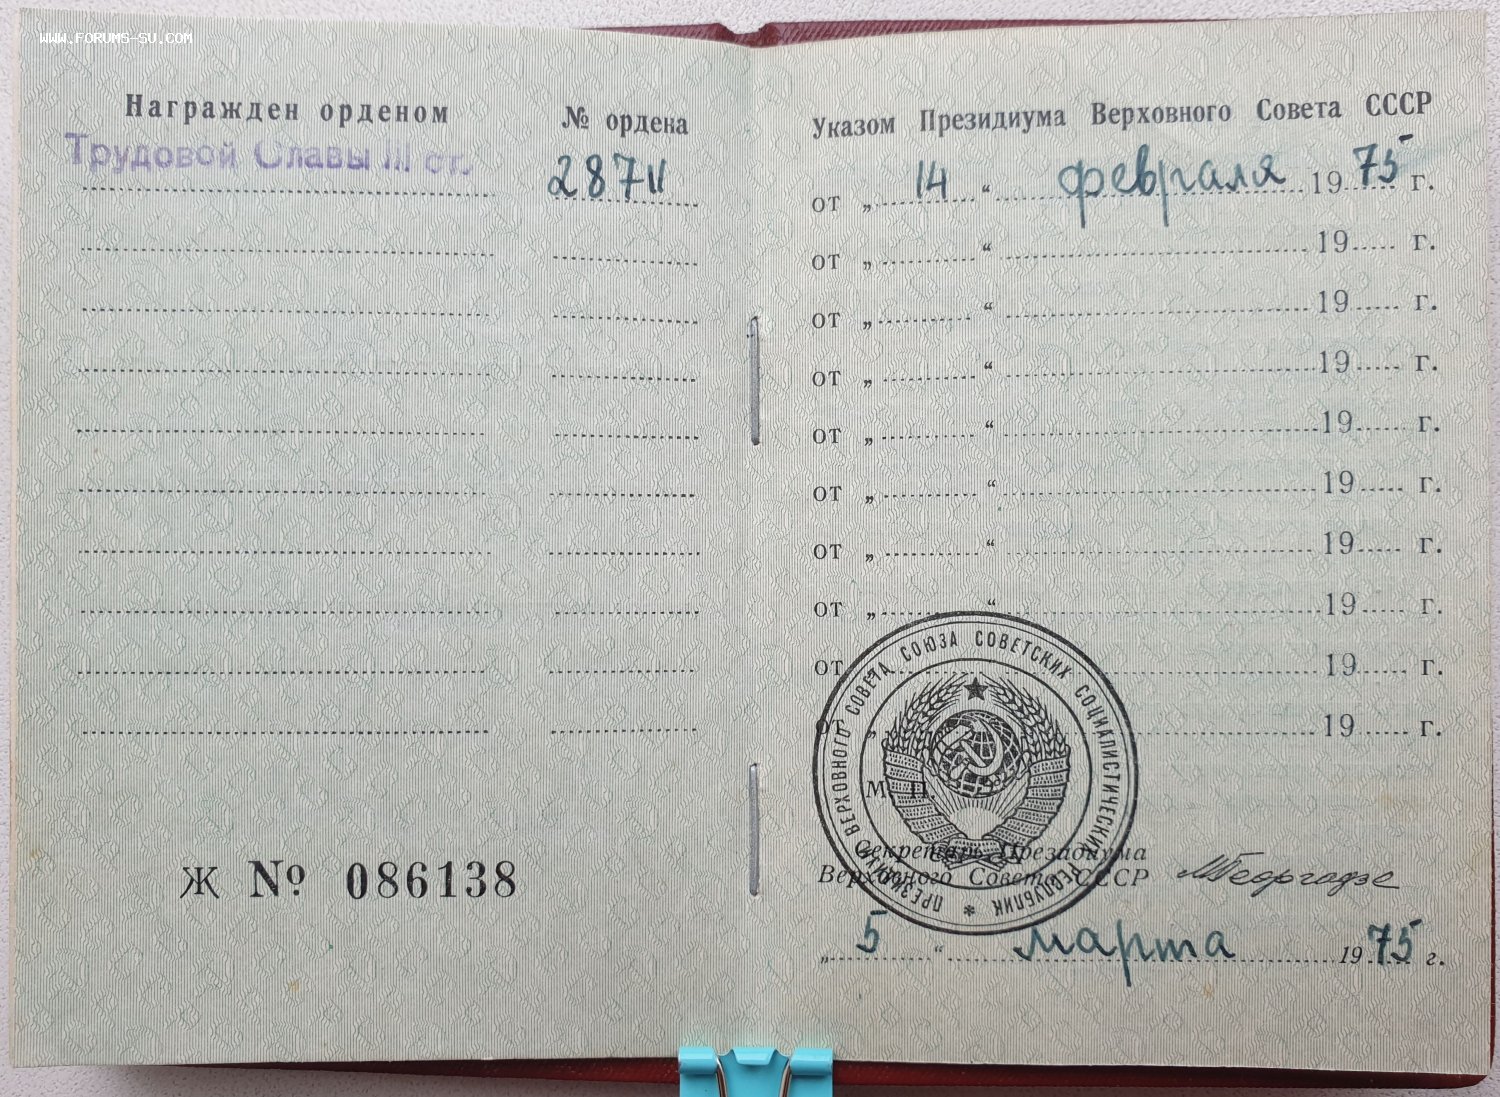 WWW.FORUMS-SU.COM
Награжден орденом
№ ордена
Трудовой Славы III ст.
28711
Ж № 086138
Указом Президиума Верховного Совета СССР
от „ 14 “ февраля 1975 г.
от „ “ 19 г.
от „ “ 19 г.
от „ “ 19 г.
от „ “ 19 г.
от „ “ 19 г.
от „ “ 19 г.
от „ “ 19 г.
от „ 19 г.
от „ 19 г.
ПРЕЗИДИУМ ВЕРХОВНОГО СОВЕТА СОЮЗА СОВЕТСКИХ СОЦИАЛИСТИЧЕСКИХ РЕСПУБЛИК *
М. П.
Секретарь Президиума
Верховного Совета СССР
МГеоргадзе
„ 5 “ марта 1975 г.